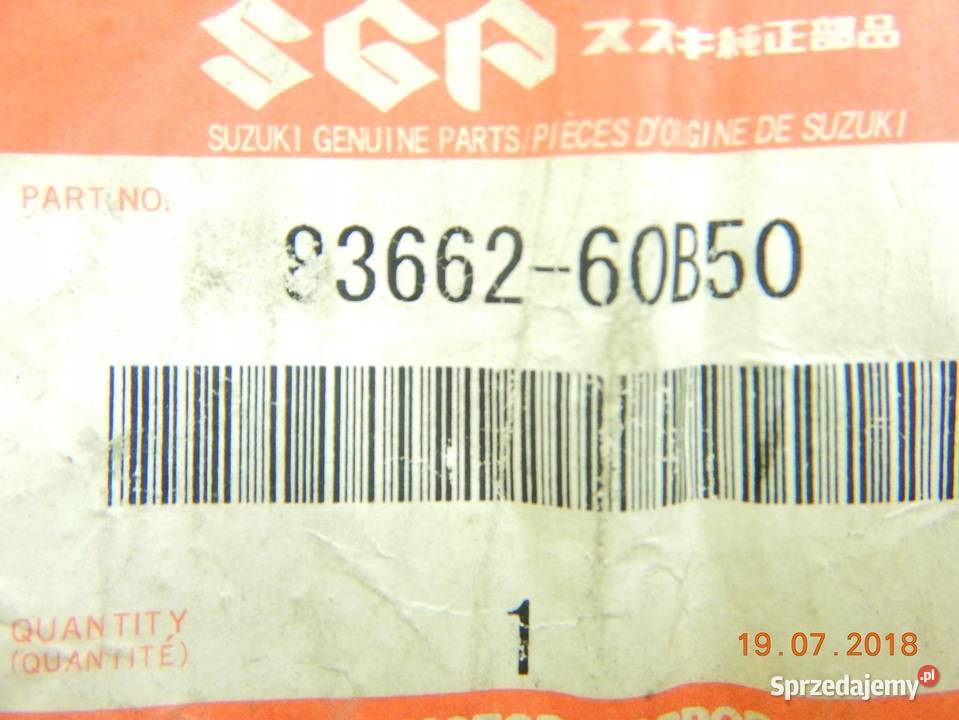 SGP スズキ純正部品
SUZUKI GENUINE PARTS/PIÈCES D'ORIGINE DE SUZUKI
PART NO.
83662-60B50
QUANTITY
(QUANTITÉ)
1
19.07.2018
Sprzedajemy.pl